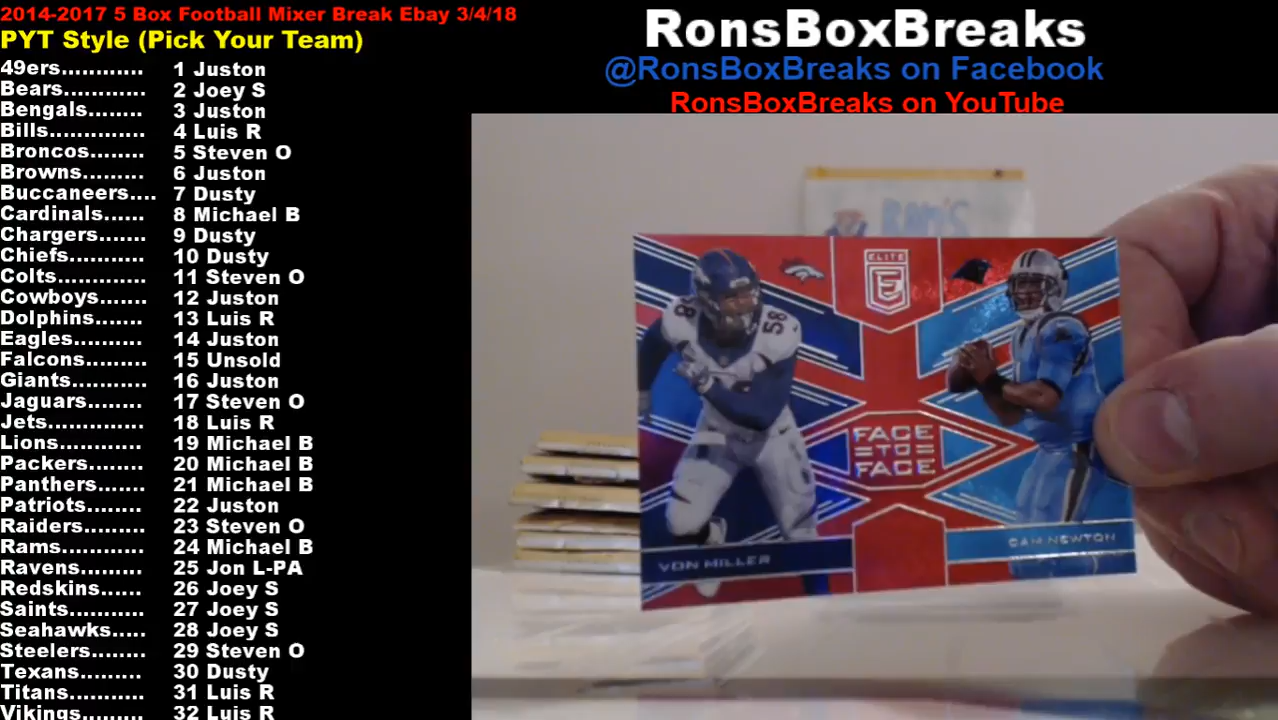 2014-2017 5 Box Football Mixer Break Ebay 3/4/18
PYT Style (Pick Your Team)
49ers............ 1 Juston
Bears............ 2 Joey S
Bengals........ 3 Juston
Bills.............. 4 Luis R
Broncos........ 5 Steven O
Browns......... 6 Juston
Buccaneers.... 7 Dusty
Cardinals...... 8 Michael B
Chargers....... 9 Dusty
Chiefs........... 10 Dusty
Colts............. 11 Steven O
Cowboys....... 12 Juston
Dolphins....... 13 Luis R
Eagles.......... 14 Juston
Falcons......... 15 Unsold
Giants........... 16 Juston
Jaguars........ 17 Steven O
Jets.............. 18 Luis R
Lions............ 19 Michael B
Packers........ 20 Michael B
Panthers....... 21 Michael B
Patriots......... 22 Juston
Raiders......... 23 Steven O
Rams............ 24 Michael B
Ravens......... 25 Jon L-PA
Redskins...... 26 Joey S
Saints........... 27 Joey S
Seahawks..... 28 Joey S
Steelers........ 29 Steven O
Texans......... 30 Dusty
Titans........... 31 Luis R
Vikings......... 32 Luis R
RonsBoxBreaks
@RonsBoxBreaks on Facebook
RonsBoxBreaks on YouTube
ELITE
E
58
FACE
TO
FACE
VON MILLER
CAM NEWTON